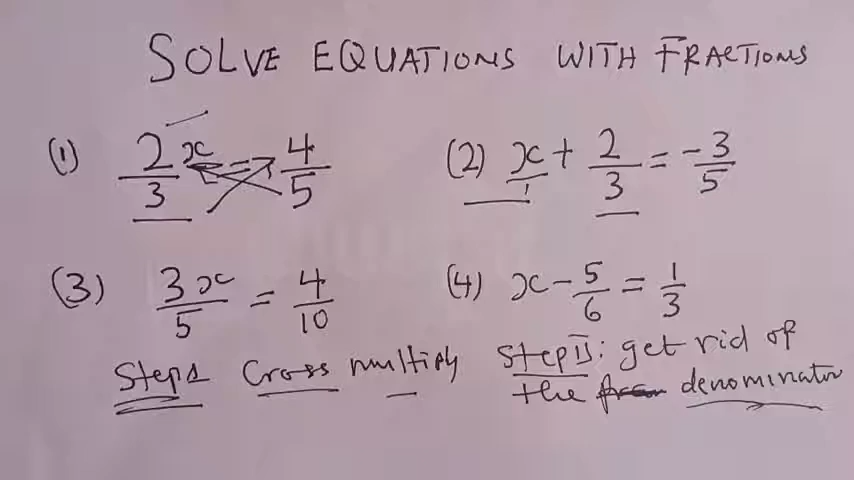 SOLVE EQUATIONS WITH FRACTIONS
(1) 2x/3 = 4/5
(2) x/1 + 2/3 = -3/5
(3) 3x/5 = 4/10
(4) x - 5/6 = 1/3
Step 1 Cross multiply
Step II: get rid of
the denominator